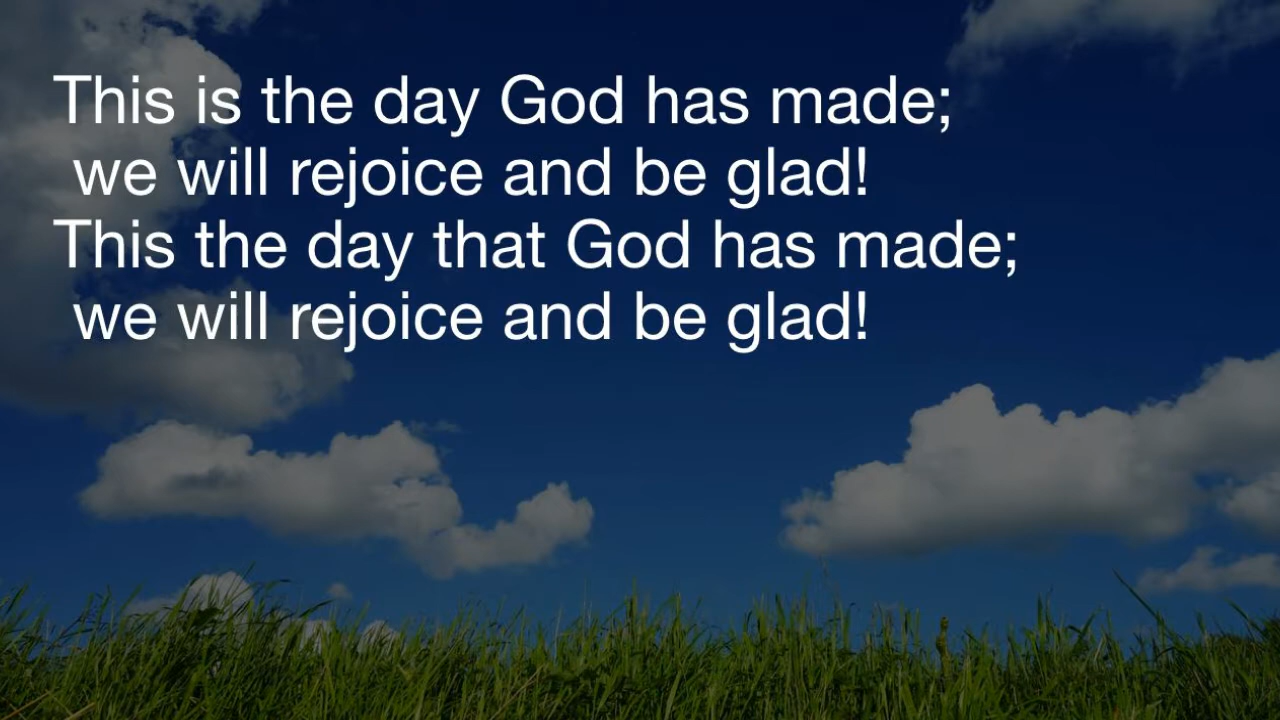 This is the day God has made;
we will rejoice and be glad!
This the day that God has made;
we will rejoice and be glad!